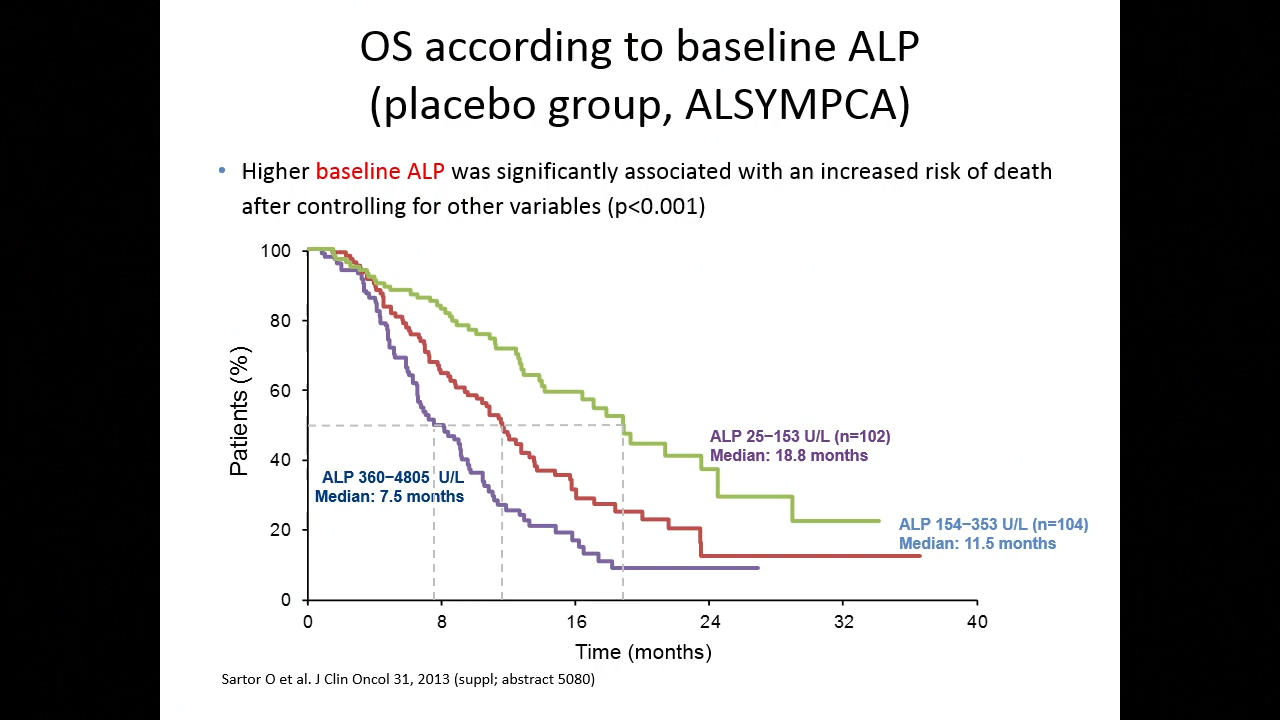 OS according to baseline ALP
(placebo group, ALSYMPCA)
• Higher baseline ALP was significantly associated with an increased risk of death
after controlling for other variables (p<0.001)
100
80
60
40
20
0
Patients (%)
ALP 25–153 U/L (n=102)
Median: 18.8 months
ALP 360–4805 U/L
Median: 7.5 months
ALP 154–353 U/L (n=104)
Median: 11.5 months
0 8 16 24 32 40
Time (months)
Sartor O et al. J Clin Oncol 31, 2013 (suppl; abstract 5080)